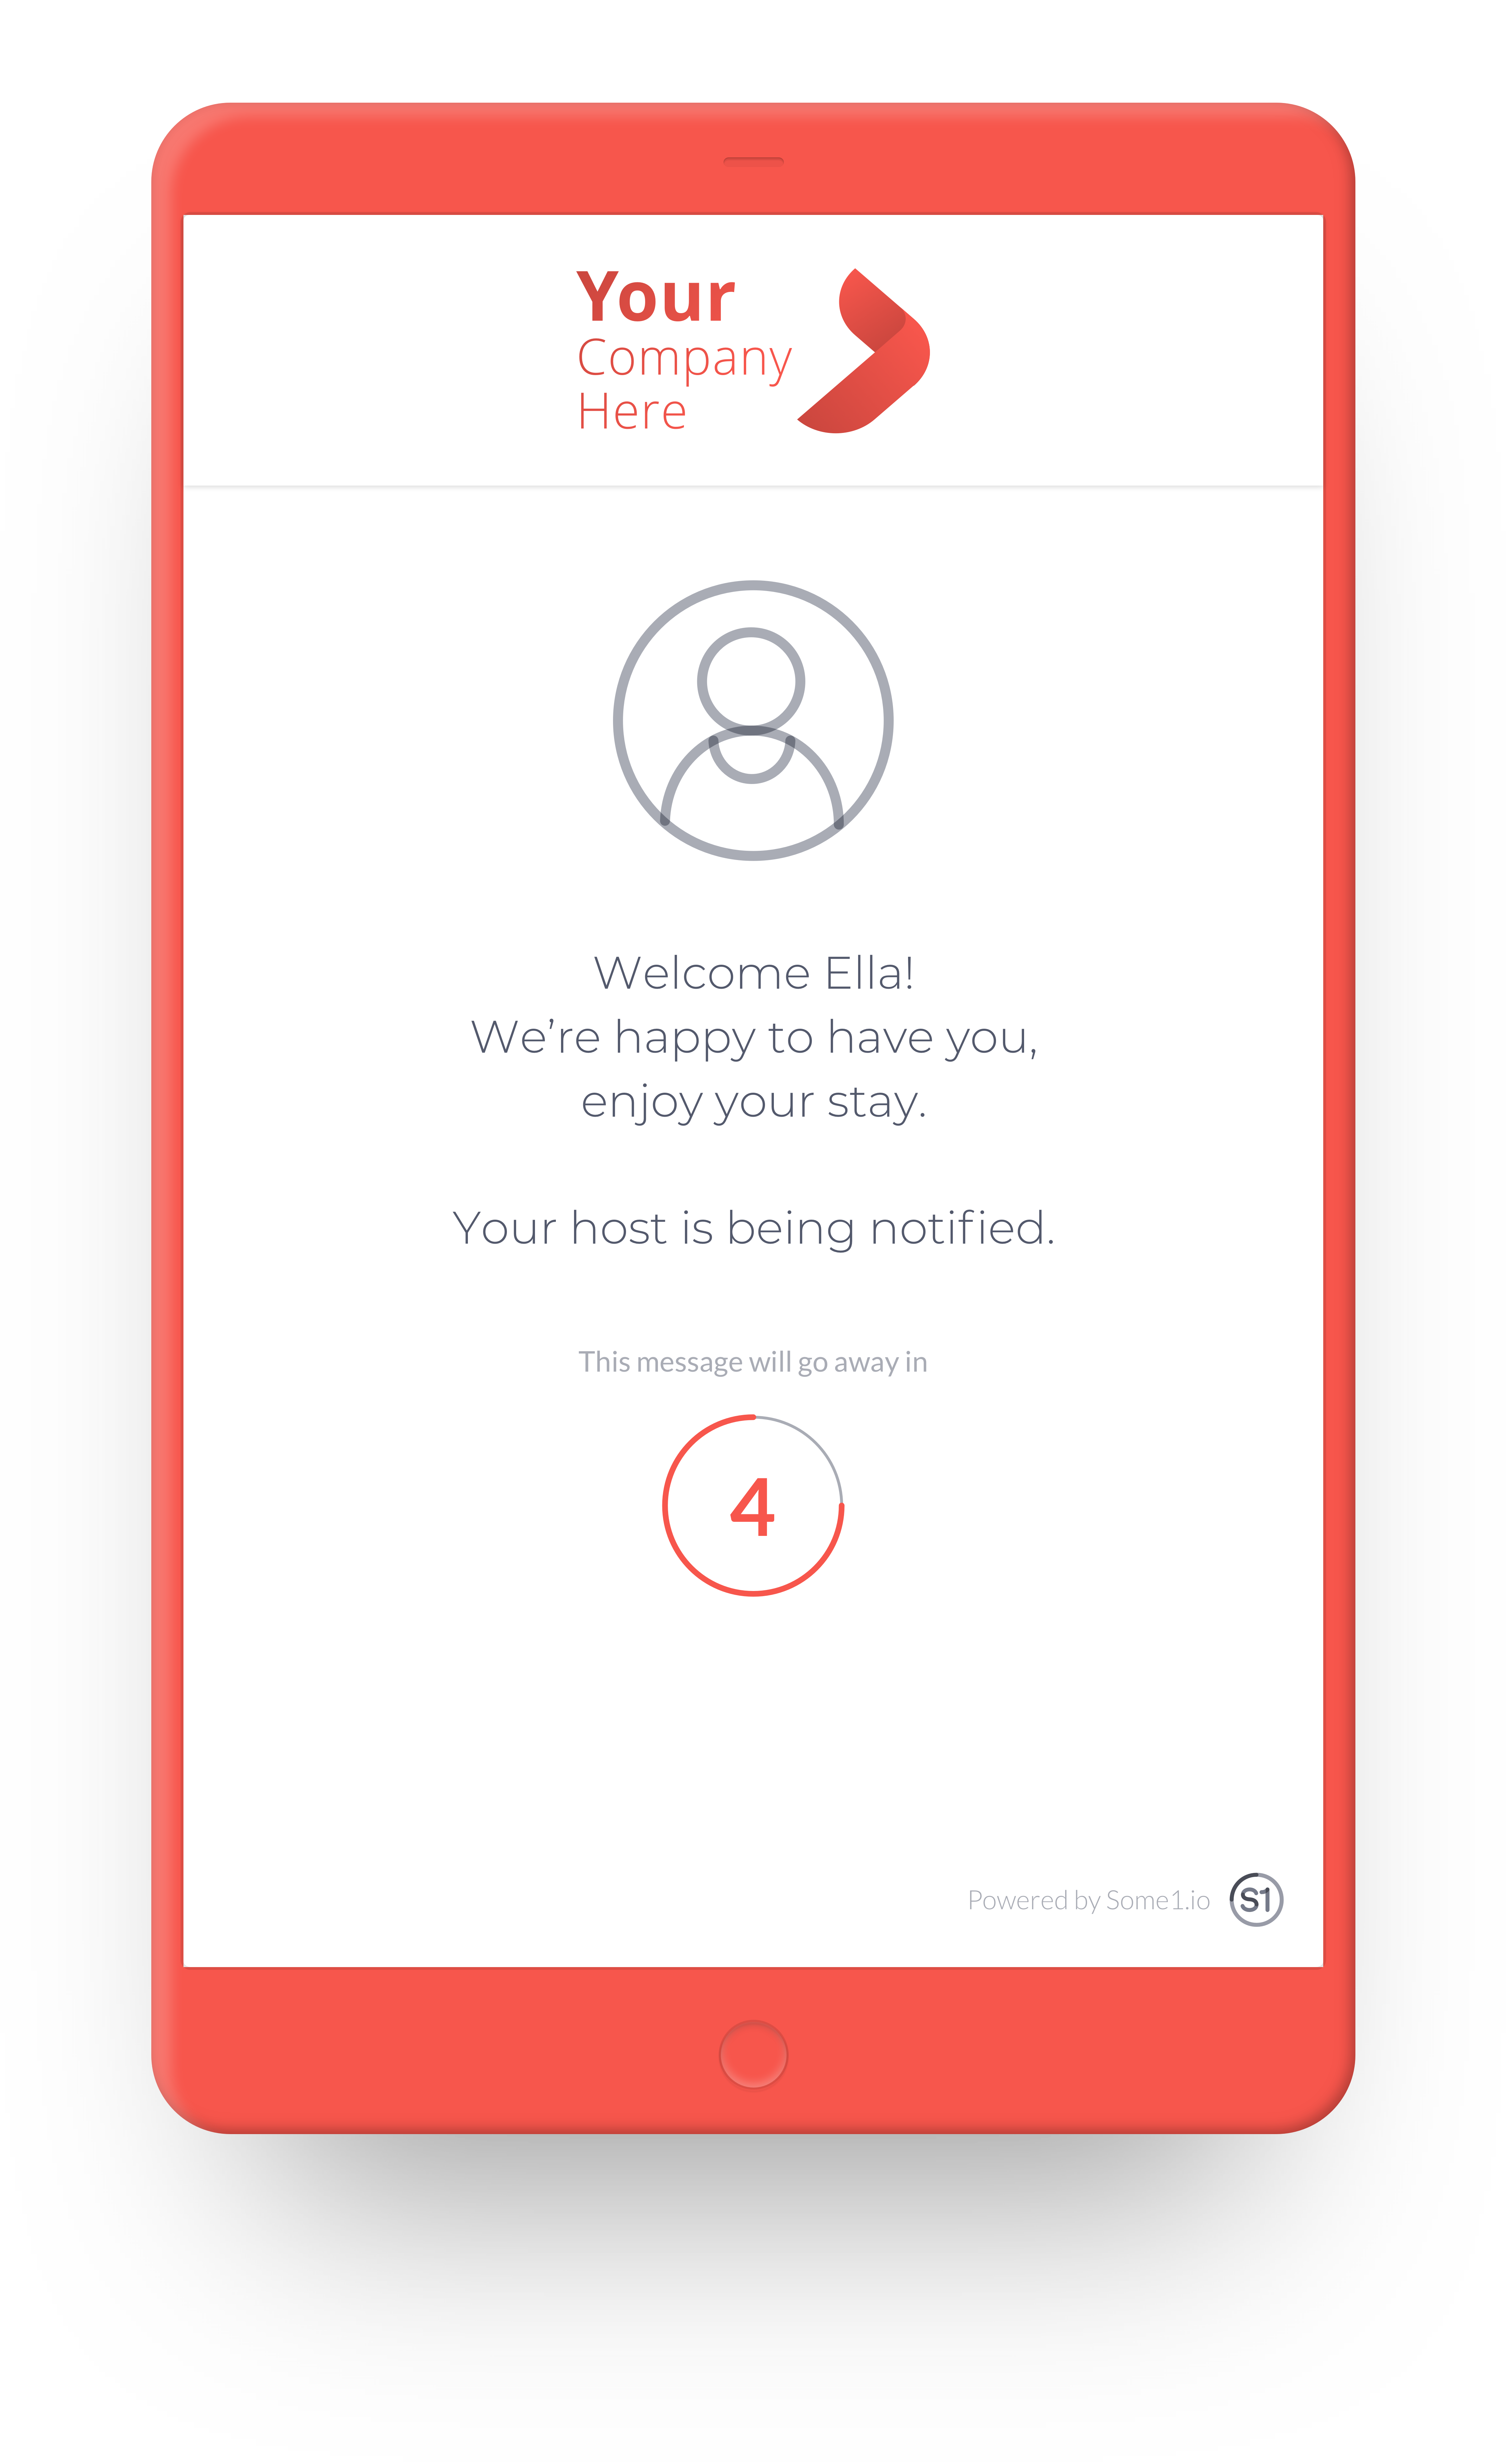 Your
Company
Here
Welcome Ella!
We’re happy to have you,
enjoy your stay.
Your host is being notified.
This message will go away in
4
Powered by Some1.io S1